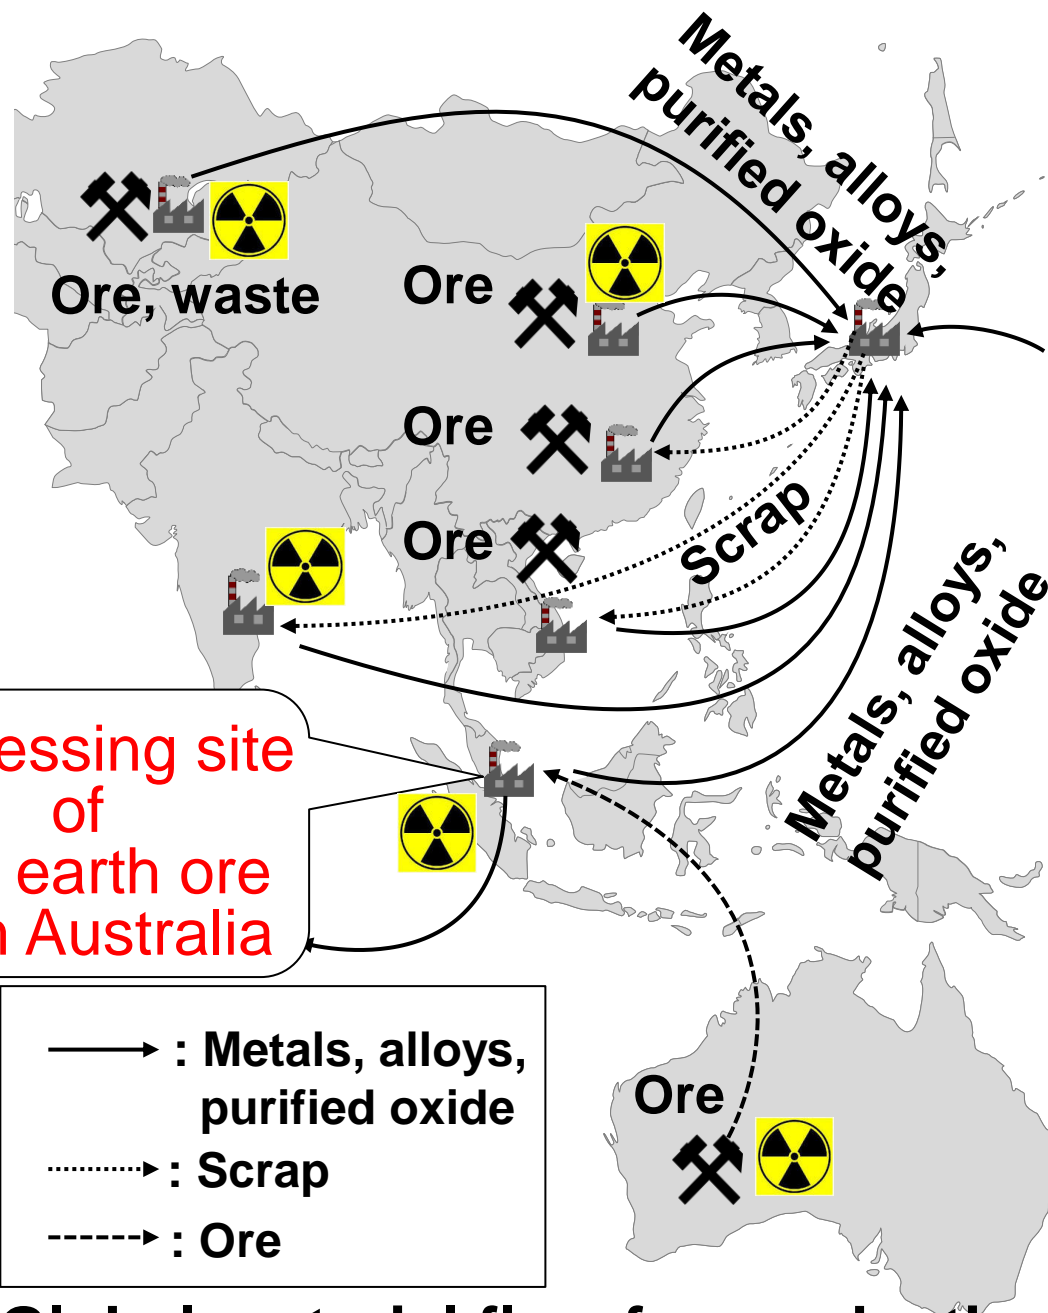 Metals, alloys,
purified oxide
Ore, waste
Ore
Ore
Ore
Scrap
Metals, alloys,
purified oxide
essing site
of
earth ore
Australia
Ore
: Metals, alloys,
purified oxide
: Scrap
: Ore